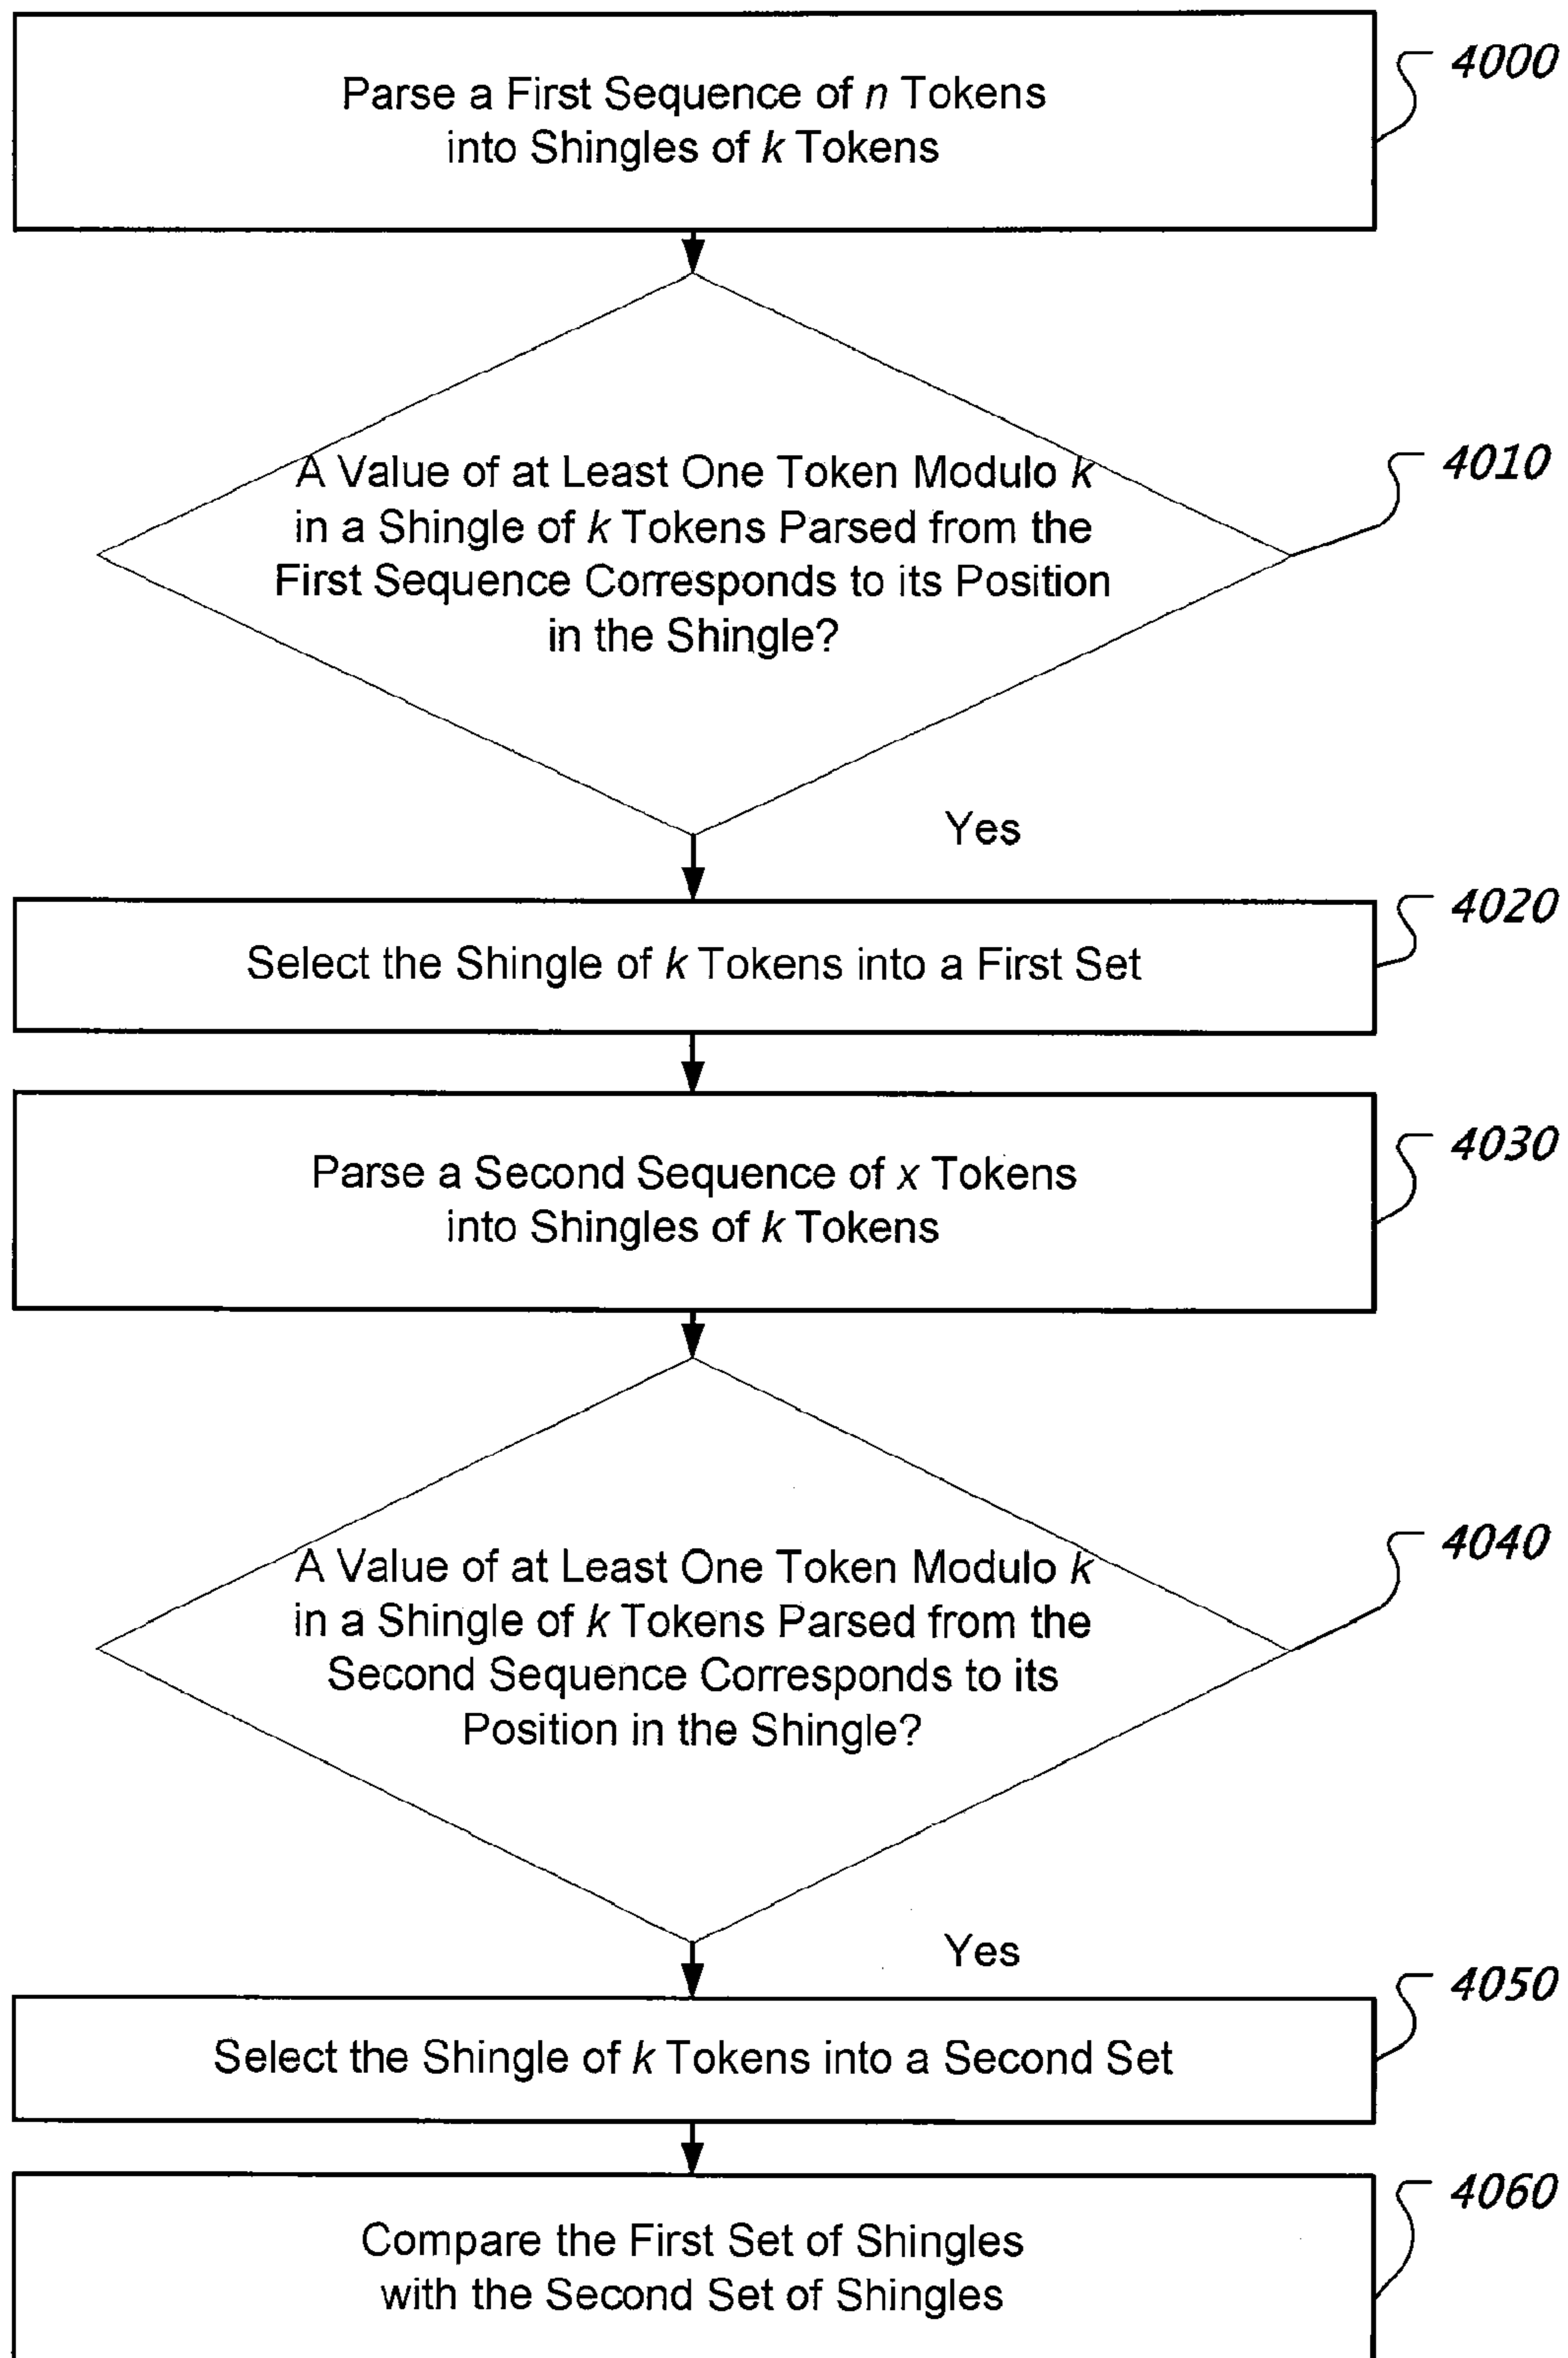 Parse a First Sequence of n Tokens
into Shingles of k Tokens
4000
A Value of at Least One Token Modulo k
in a Shingle of k Tokens Parsed from the
First Sequence Corresponds to its Position
in the Shingle?
4010
Yes
Select the Shingle of k Tokens into a First Set
4020
Parse a Second Sequence of x Tokens
into Shingles of k Tokens
4030
A Value of at Least One Token Modulo k
in a Shingle of k Tokens Parsed from the
Second Sequence Corresponds to its
Position in the Shingle?
4040
Yes
Select the Shingle of k Tokens into a Second Set
4050
Compare the First Set of Shingles
with the Second Set of Shingles
4060